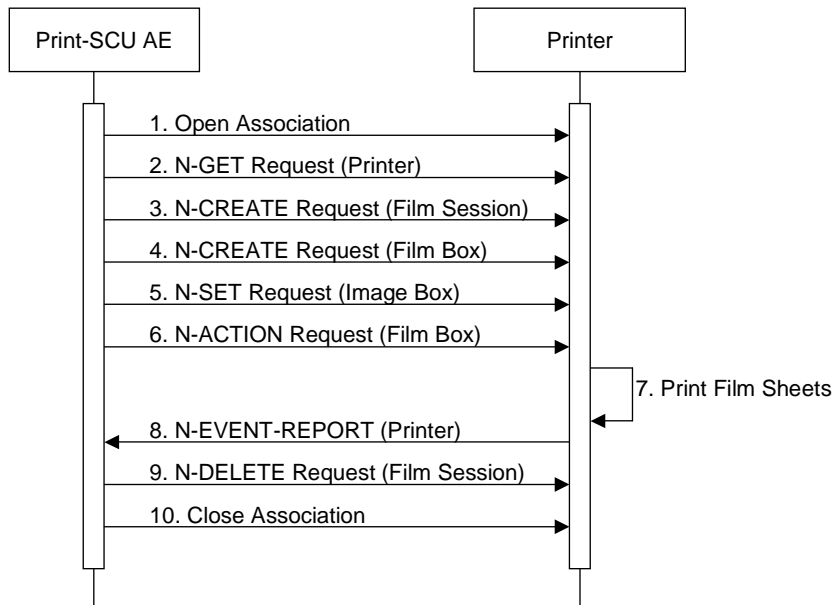 Print-SCU AE
Printer
1. Open Association
2. N-GET Request (Printer)
3. N-CREATE Request (Film Session)
4. N-CREATE Request (Film Box)
5. N-SET Request (Image Box)
6. N-ACTION Request (Film Box)
7. Print Film Sheets
8. N-EVENT-REPORT (Printer)
9. N-DELETE Request (Film Session)
10. Close Association